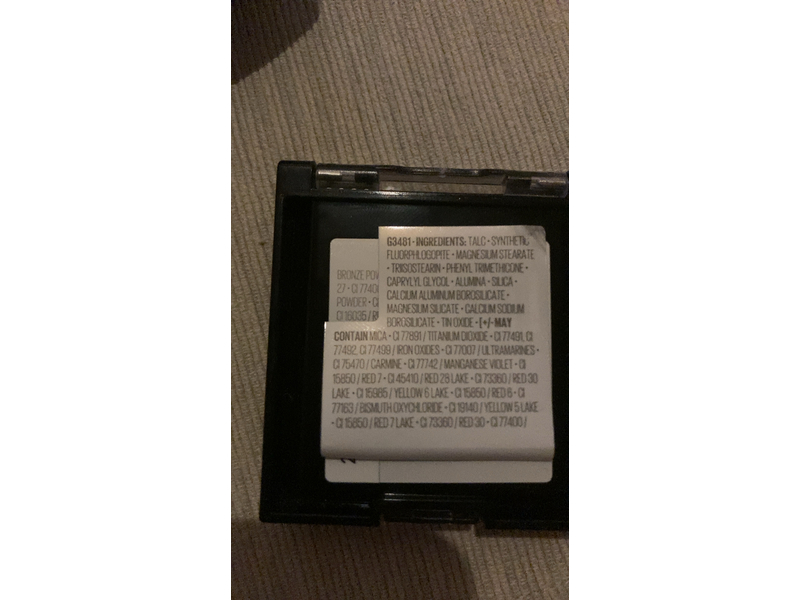 G3481 • INGREDIENTS: TALC • SYNTHETIC
FLUORPHLOGOPITE • MAGNESIUM STEARATE
• TRIISOSTEARIN • PHENYL TRIMETHICONE •
CAPRYLYL GLYCOL • ALUMINA • SILICA •
CALCIUM ALUMINUM BOROSILICATE •
MAGNESIUM SILICATE • CALCIUM SODIUM
BOROSILICATE • TIN OXIDE • [+/- MAY
CONTAIN MICA • CI 77891 / TITANIUM DIOXIDE • CI 77491, CI
77492, CI 77499 / IRON OXIDES • CI 77007 / ULTRAMARINES •
CI 75470 / CARMINE • CI 77742 / MANGANESE VIOLET • CI
15850 / RED 7 • CI 45410 / RED 28 LAKE • CI 73360 / RED 30
LAKE • CI 15985 / YELLOW 6 LAKE • CI 15850 / RED 6 • CI
77163 / BISMUTH OXYCHLORIDE • CI 19140 / YELLOW 5 LAKE
• CI 15850 / RED 7 LAKE • CI 73360 / RED 30 • CI 77400 /
BRONZE
27 • CI 7740
POWDER •
CI 16035 /